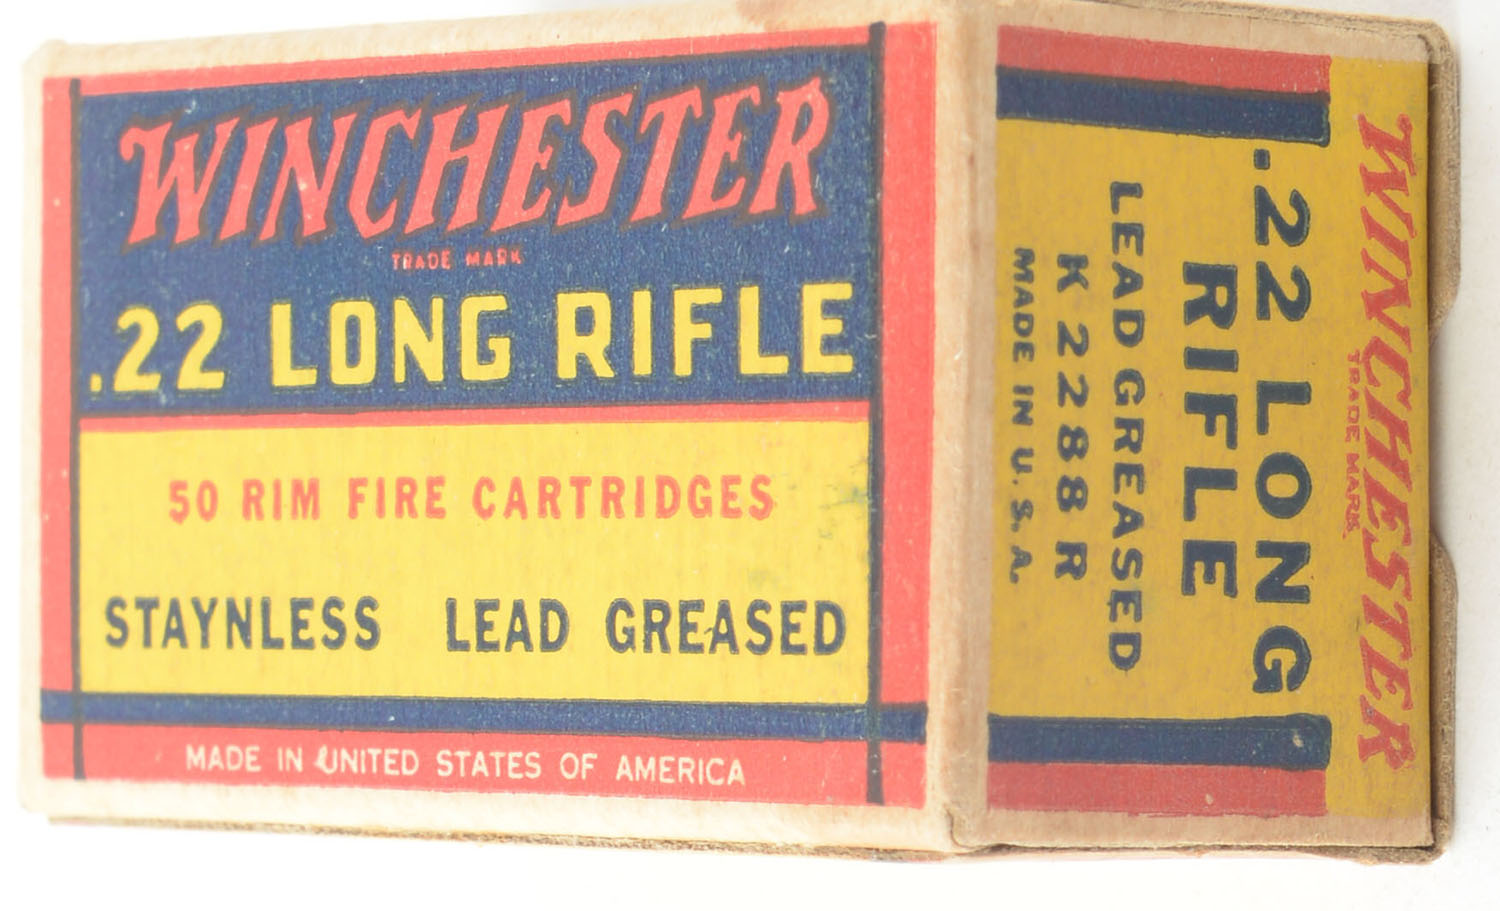 WINCHESTER
TRADE MARK
.22 LONG RIFLE
50 RIM FIRE CARTRIDGES
STAYNLESS LEAD GREASED
MADE IN UNITED STATES OF AMERICA
WINCHESTER
TRADE MARK
.22 LONG
RIFLE
LEAD GREASED
K 2288 R
MADE IN U.S.A.